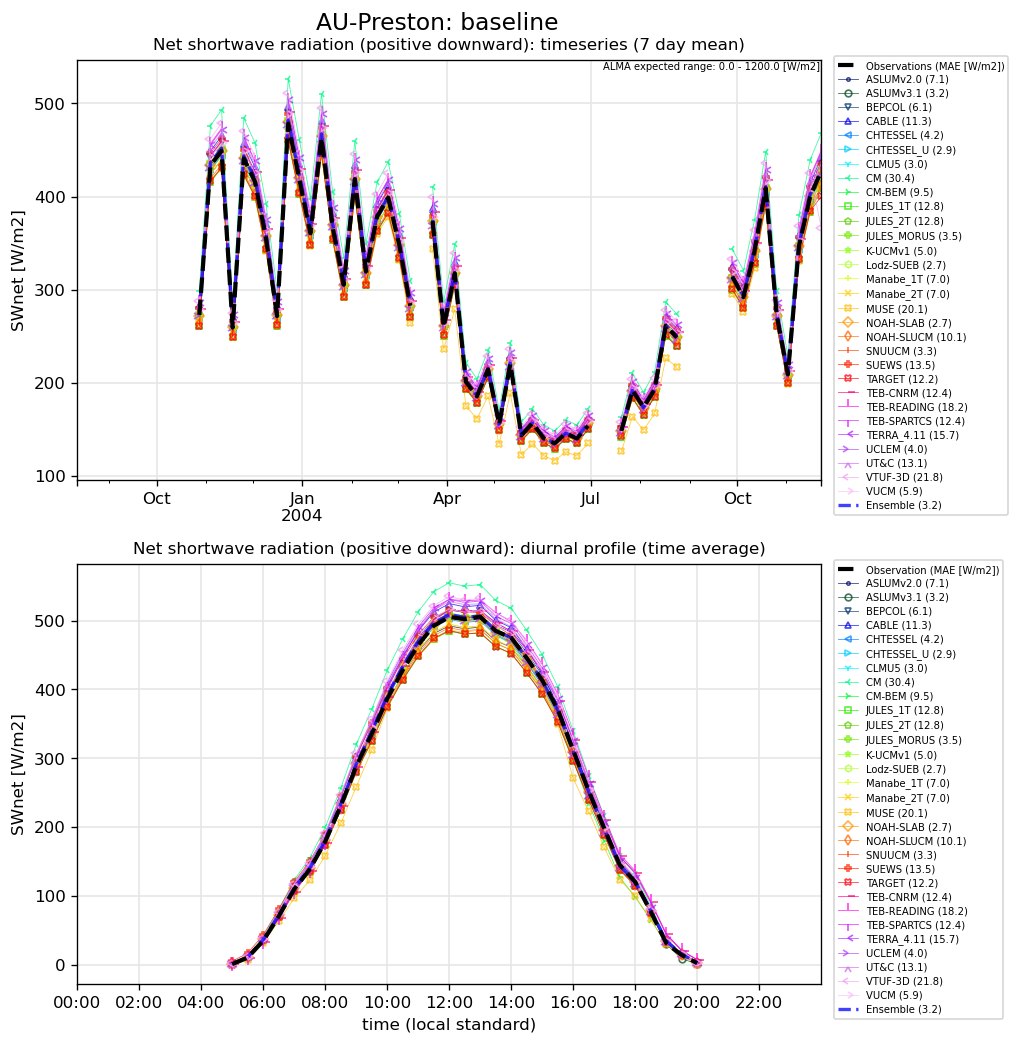 AU-Preston: baseline
Net shortwave radiation (positive downward): timeseries (7 day mean)
ALMA expected range: 0.0 - 1200.0 [W/m2]
SWnet [W/m2]
500
400
300
200
100
Oct
Jan
2004
Apr
Jul
Oct
Observations (MAE [W/m2])
ASLUMv2.0 (7.1)
ASLUMv3.1 (3.2)
BEPCOL (6.1)
CABLE (11.3)
CHTESSEL (4.2)
CHTESSEL_U (2.9)
CLMU5 (3.0)
CM (30.4)
CM-BEM (9.5)
JULES_1T (12.8)
JULES_2T (12.8)
JULES_MORUS (3.5)
K-UCMv1 (5.0)
Lodz-SUEB (2.7)
Manabe_1T (7.0)
Manabe_2T (7.0)
MUSE (20.1)
NOAH-SLAB (2.7)
NOAH-SLUCM (10.1)
SNUUCM (3.3)
SUEWS (13.5)
TARGET (12.2)
TEB-CNRM (12.4)
TEB-READING (18.2)
TEB-SPARTCS (12.4)
TERRA_4.11 (15.7)
UCLEM (4.0)
UT&C (13.1)
VTUF-3D (21.8)
VUCM (5.9)
Ensemble (3.2)
Net shortwave radiation (positive downward): diurnal profile (time average)
SWnet [W/m2]
500
400
300
200
100
0
00:00
02:00
04:00
06:00
08:00
10:00
12:00
14:00
16:00
18:00
20:00
22:00
time (local standard)
Observation (MAE [W/m2])
ASLUMv2.0 (7.1)
ASLUMv3.1 (3.2)
BEPCOL (6.1)
CABLE (11.3)
CHTESSEL (4.2)
CHTESSEL_U (2.9)
CLMU5 (3.0)
CM (30.4)
CM-BEM (9.5)
JULES_1T (12.8)
JULES_2T (12.8)
JULES_MORUS (3.5)
K-UCMv1 (5.0)
Lodz-SUEB (2.7)
Manabe_1T (7.0)
Manabe_2T (7.0)
MUSE (20.1)
NOAH-SLAB (2.7)
NOAH-SLUCM (10.1)
SNUUCM (3.3)
SUEWS (13.5)
TARGET (12.2)
TEB-CNRM (12.4)
TEB-READING (18.2)
TEB-SPARTCS (12.4)
TERRA_4.11 (15.7)
UCLEM (4.0)
UT&C (13.1)
VTUF-3D (21.8)
VUCM (5.9)
Ensemble (3.2)